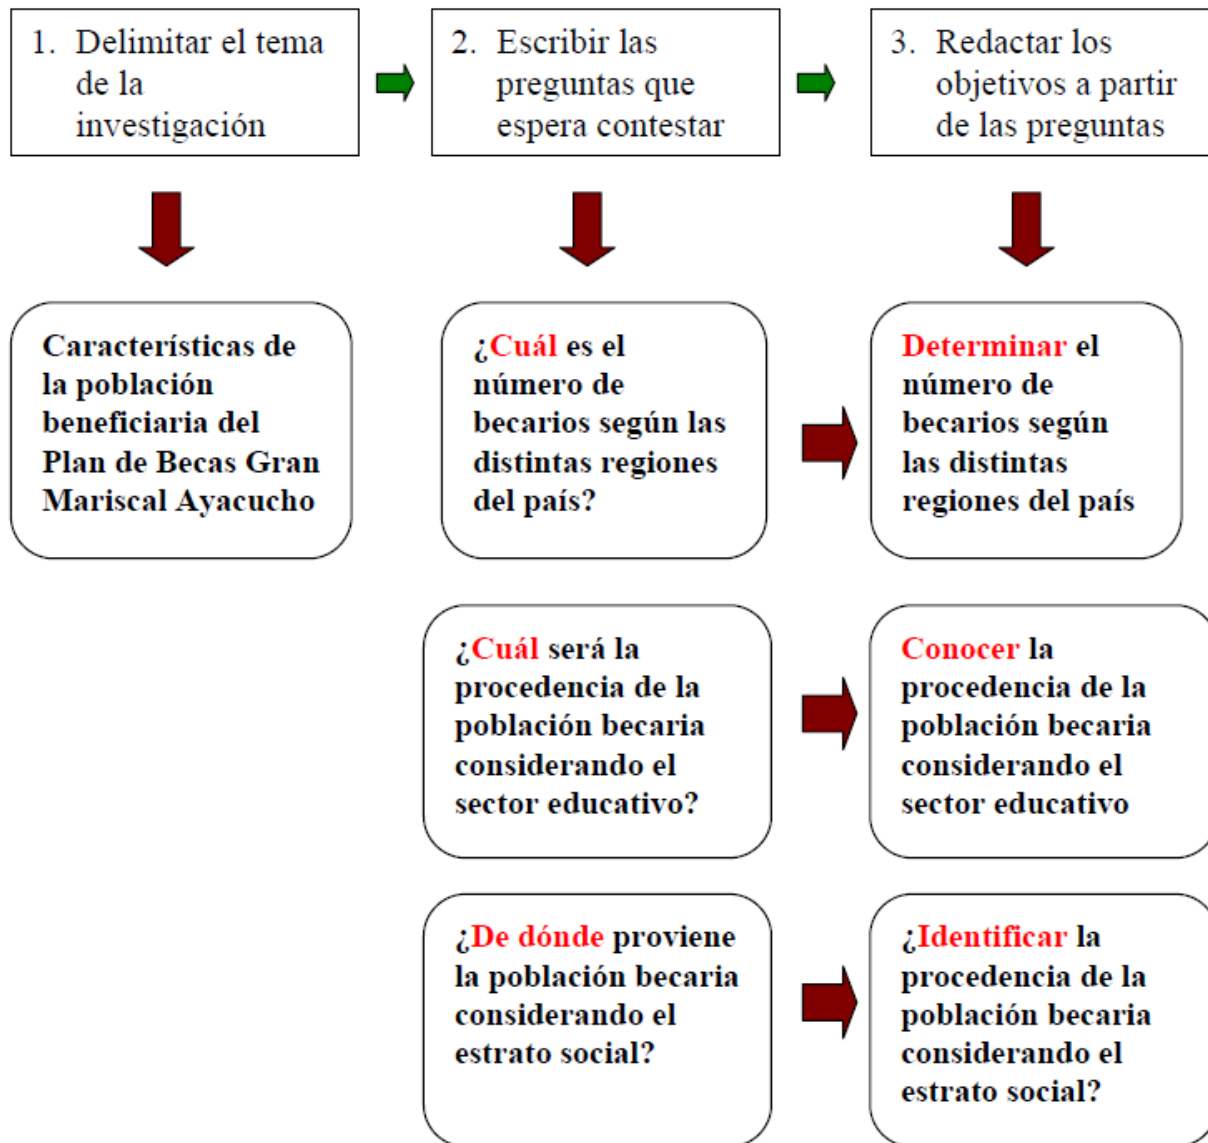 1. Delimitar el tema
de la
investigación
2. Escribir las
preguntas que
espera contestar
3. Redactar los
objetivos a partir
de las preguntas
Características de
la población
beneficiaria del
Plan de Becas Gran
Mariscal Ayacucho
¿Cuál es el
número de
becarios según las
distintas regiones
del país?
Determinar el
número de
becarios según
las distintas
regiones del país
¿Cuál será la
procedencia de la
población becaria
considerando el
sector educativo?
Conocer la
procedencia de la
población becaria
considerando el
sector educativo
¿De dónde proviene
la población becaria
considerando el
estrato social?
¿Identificar la
procedencia de la
población becaria
considerando el
estrato social?